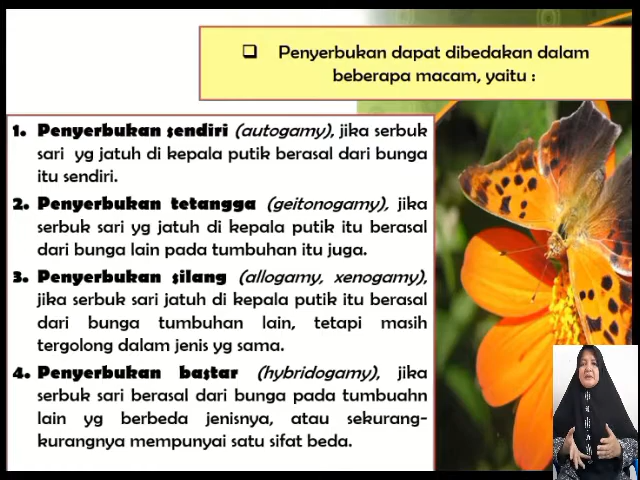 ❑ Penyerbukan dapat dibedakan dalam
beberapa macam, yaitu :
1. Penyerbukan sendiri (autogamy), jika serbuk
sari yg jatuh di kepala putik berasal dari bunga
itu sendiri.
2. Penyerbukan tetangga (geitonogamy), jika
serbuk sari yg jatuh di kepala putik itu berasal
dari bunga lain pada tumbuhan itu juga.
3. Penyerbukan silang (allogamy, xenogamy),
jika serbuk sari jatuh di kepala putik itu berasal
dari bunga tumbuhan lain, tetapi masih
tergolong dalam jenis yg sama.
4. Penyerbukan bastar (hybridogamy), jika
serbuk sari berasal dari bunga pada tumbuahn
lain yg berbeda jenisnya, atau sekurang-
kurangnya mempunyai satu sifat beda.